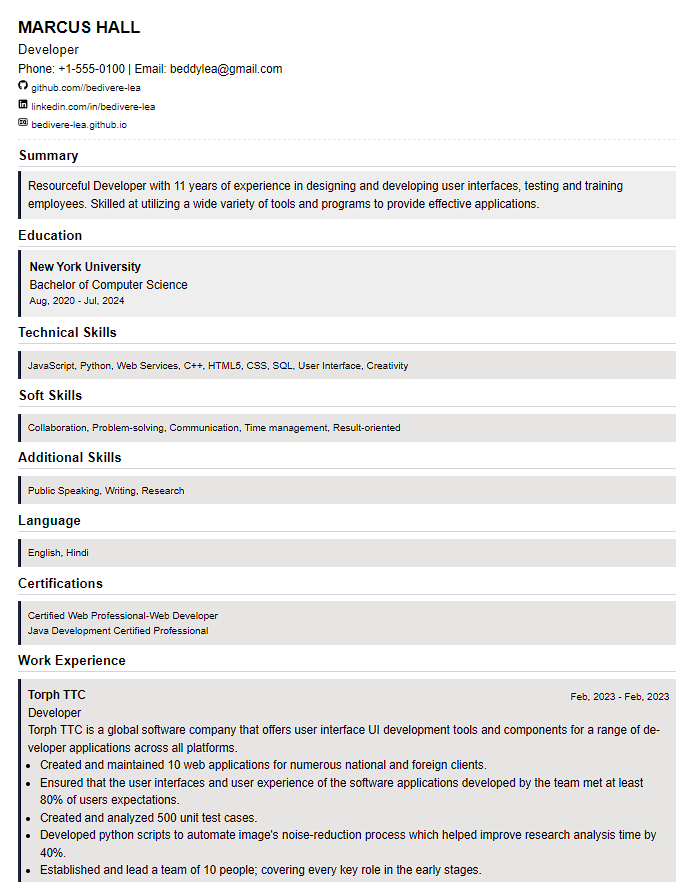 MARCUS HALL
Developer
Phone: +1-555-0100 | Email: beddylea@gmail.com
github.com//bedivere-lea
linkedin.com/in/bedivere-lea
bedivere-lea.github.io
Summary
Resourceful Developer with 11 years of experience in designing and developing user interfaces, testing and training
employees. Skilled at utilizing a wide variety of tools and programs to provide effective applications.
Education
New York University
Bachelor of Computer Science
Aug, 2020 - Jul, 2024
Technical Skills
JavaScript, Python, Web Services, C++, HTML5, CSS, SQL, User Interface, Creativity
Soft Skills
Collaboration, Problem-solving, Communication, Time management, Result-oriented
Additional Skills
Public Speaking, Writing, Research
Language
English, Hindi
Certifications
Certified Web Professional-Web Developer
Java Development Certified Professional
Work Experience
Torph TTC Feb, 2023 - Feb, 2023
Developer
Torph TTC is a global software company that offers user interface UI development tools and components for a range of de-
veloper applications across all platforms.
• Created and maintained 10 web applications for numerous national and foreign clients.
• Ensured that the user interfaces and user experience of the software applications developed by the team met at least
80% of users expectations.
• Created and analyzed 500 unit test cases.
• Developed python scripts to automate image's noise-reduction process which helped improve research analysis time by
40%.
• Established and lead a team of 10 people; covering every key role in the early stages.